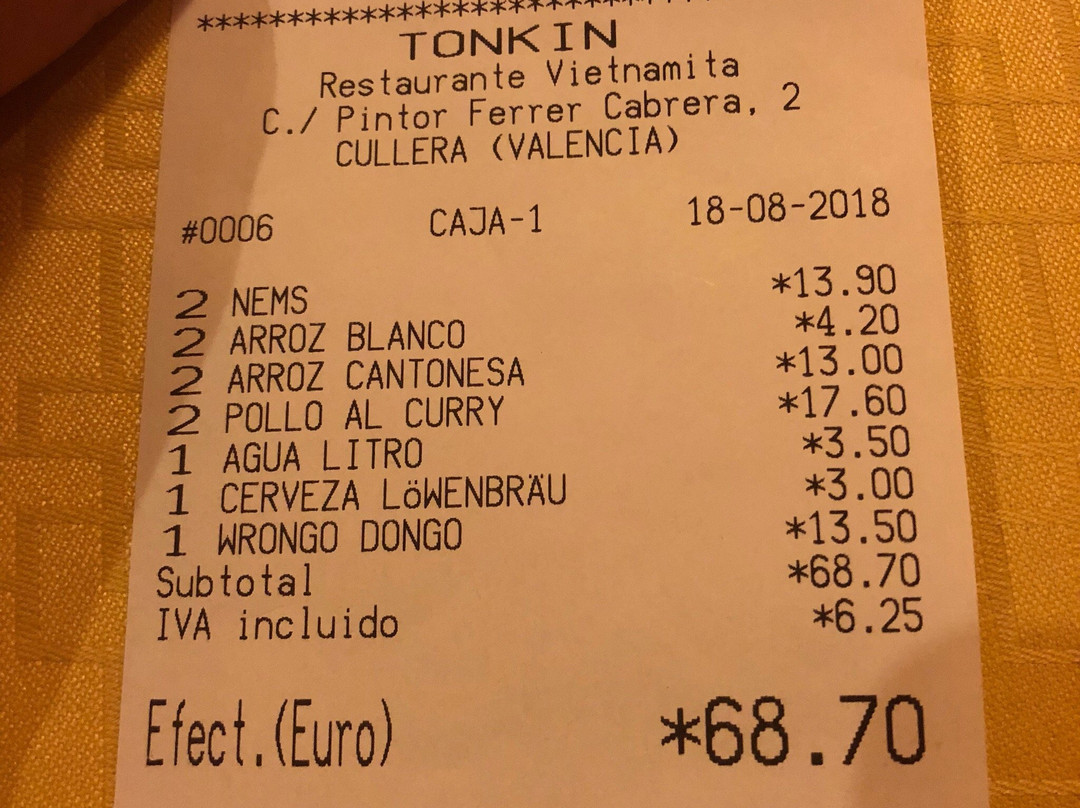 ************************
TONKIN
Restaurante Vietnamita
C./ Pintor Ferrer Cabrera, 2
CULLERA (VALENCIA)
#0006 CAJA-1 18-08-2018
2 NEMS *13.90
2 ARROZ BLANCO *4.20
2 ARROZ CANTONESA *13.00
2 POLLO AL CURRY *17.60
1 AGUA LITRO *3.50
1 CERVEZA LöWENBRÄU *3.00
1 WRONGO DONGO *13.50
Subtotal *68.70
IVA incluido *6.25
Efect.(Euro) *68.70